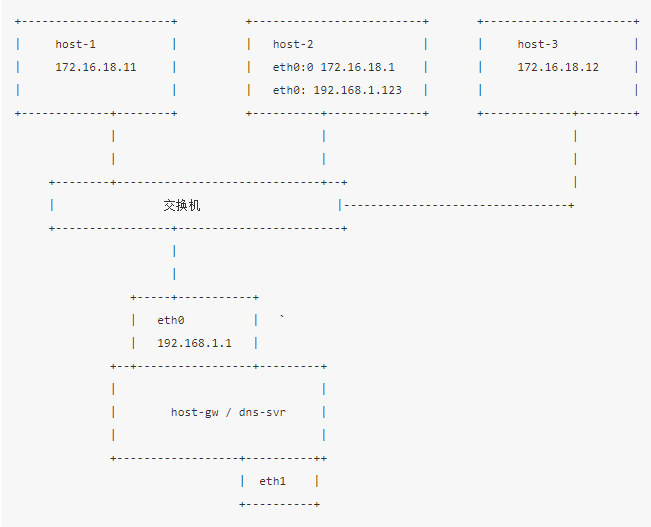 host-1 host-2 host-3
172.16.18.11 eth0:0 172.16.18.1 172.16.18.12
eth0: 192.168.1.123
交换机
eth0 `
192.168.1.1
host-gw / dns-svr
eth1